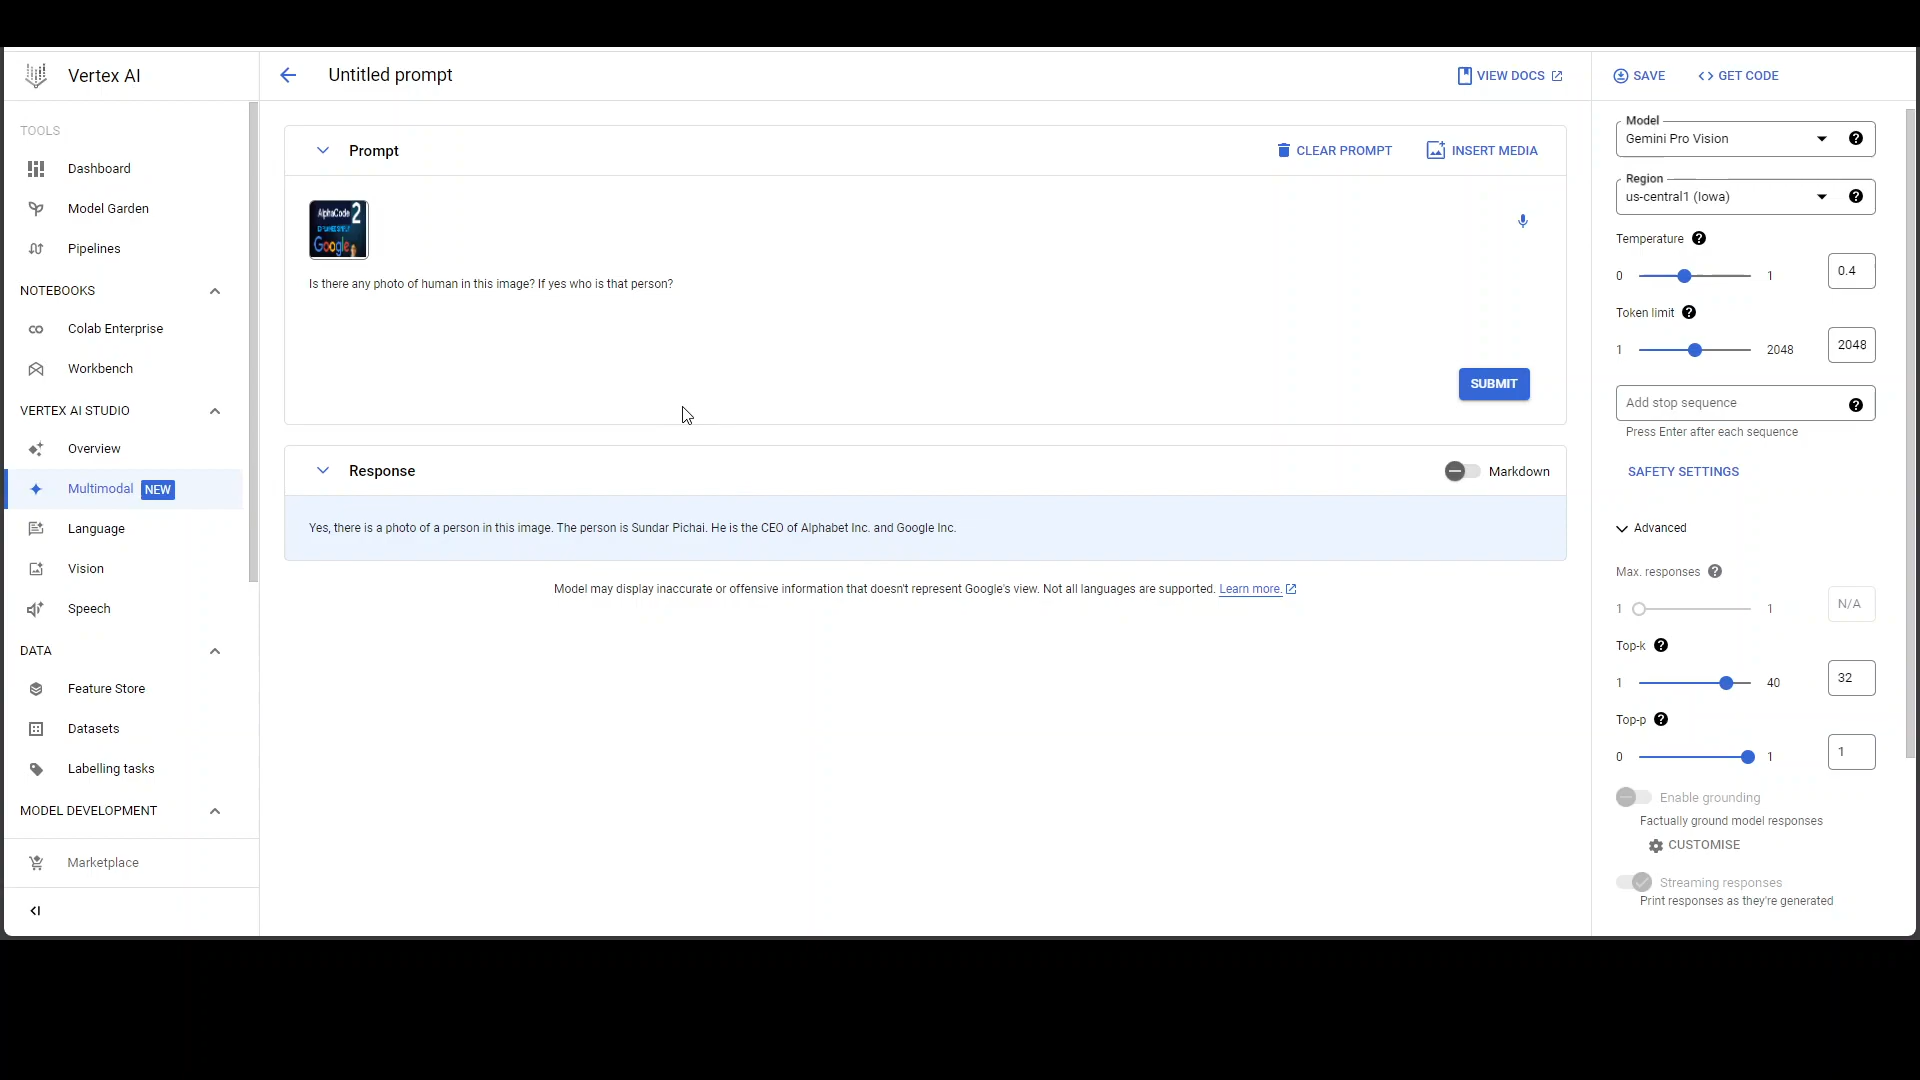 Vertex AI
Untitled prompt
VIEW DOCS
SAVE
GET CODE
TOOLS
Dashboard
Model Garden
Pipelines
NOTEBOOKS
Colab Enterprise
Workbench
VERTEX AI STUDIO
Overview
Multimodal NEW
Language
Vision
Speech
DATA
Feature Store
Datasets
Labelling tasks
MODEL DEVELOPMENT
Marketplace
Prompt
CLEAR PROMPT
INSERT MEDIA
AlphaCode 2
Google
Is there any photo of human in this image? If yes who is that person?
SUBMIT
Response
Markdown
Yes, there is a photo of a person in this image. The person is Sundar Pichai. He is the CEO of Alphabet Inc. and Google Inc.
Model may display inaccurate or offensive information that doesn't represent Google's view. Not all languages are supported. Learn more.
Model
Gemini Pro Vision
Region
us-central1 (Iowa)
Temperature
0 1 0.4
Token limit
1 2048 2048
Add stop sequence
Press Enter after each sequence
SAFETY SETTINGS
Advanced
Max. responses
1 1 N/A
Top-k
1 40 32
Top-p
0 1 1
Enable grounding
Factually ground model responses
CUSTOMISE
Streaming responses
Print responses as they're generated